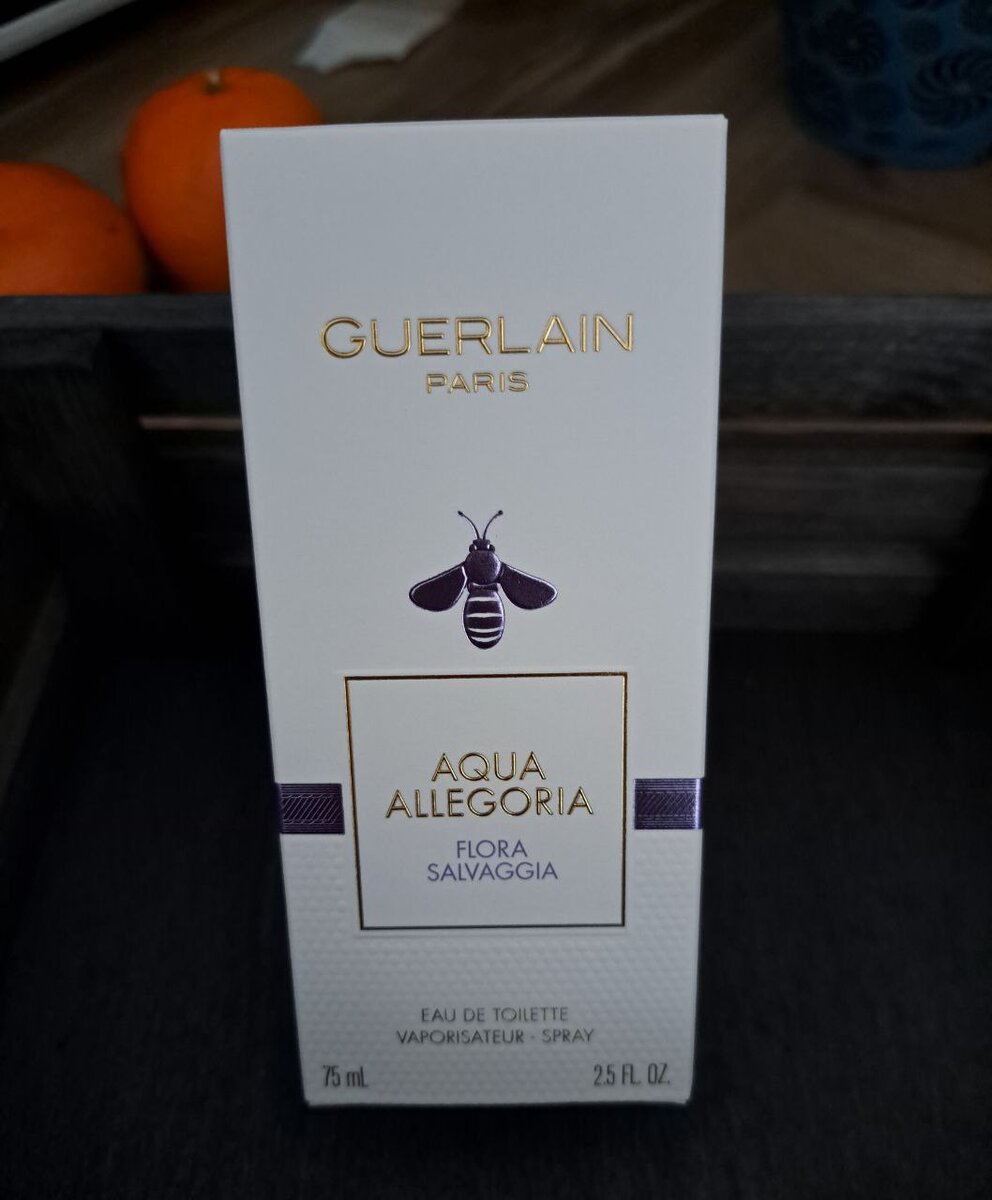 GUERLAIN
PARIS
AQUA
ALLEGORIA
FLORA
SALVAGGIA
EAU DE TOILETTE
VAPORISATEUR - SPRAY
75 mL 2.5 FL. OZ.